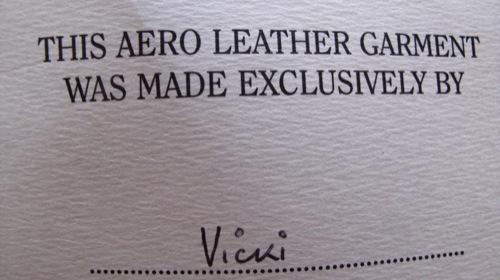 THIS AERO LEATHER GARMENT
WAS MADE EXCLUSIVELY BY
Vicki